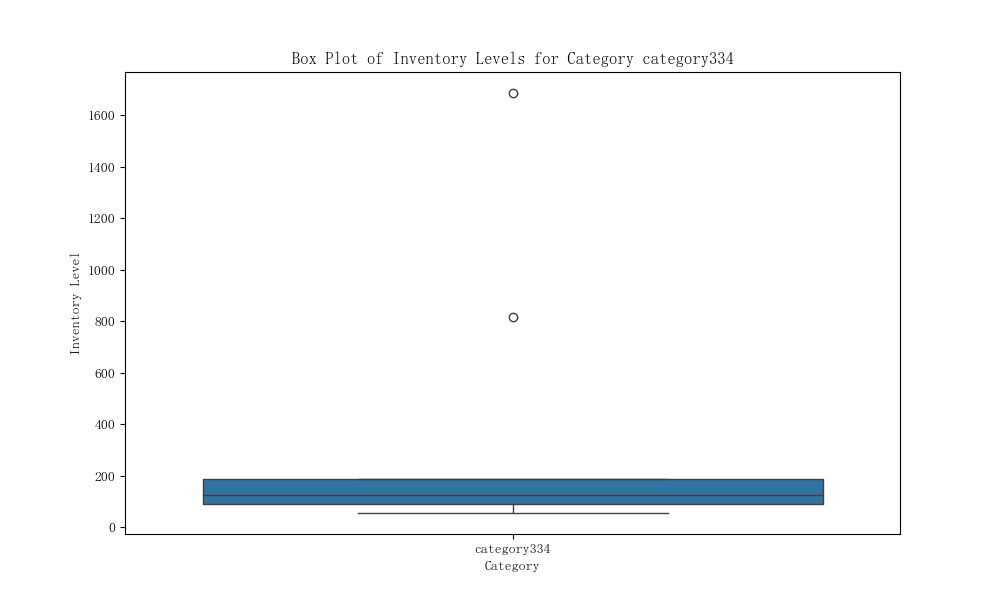 Box Plot of Inventory Levels for Category category334
1600
1400
1200
1000
800
600
400
200
0
Inventory Level
category334
Category